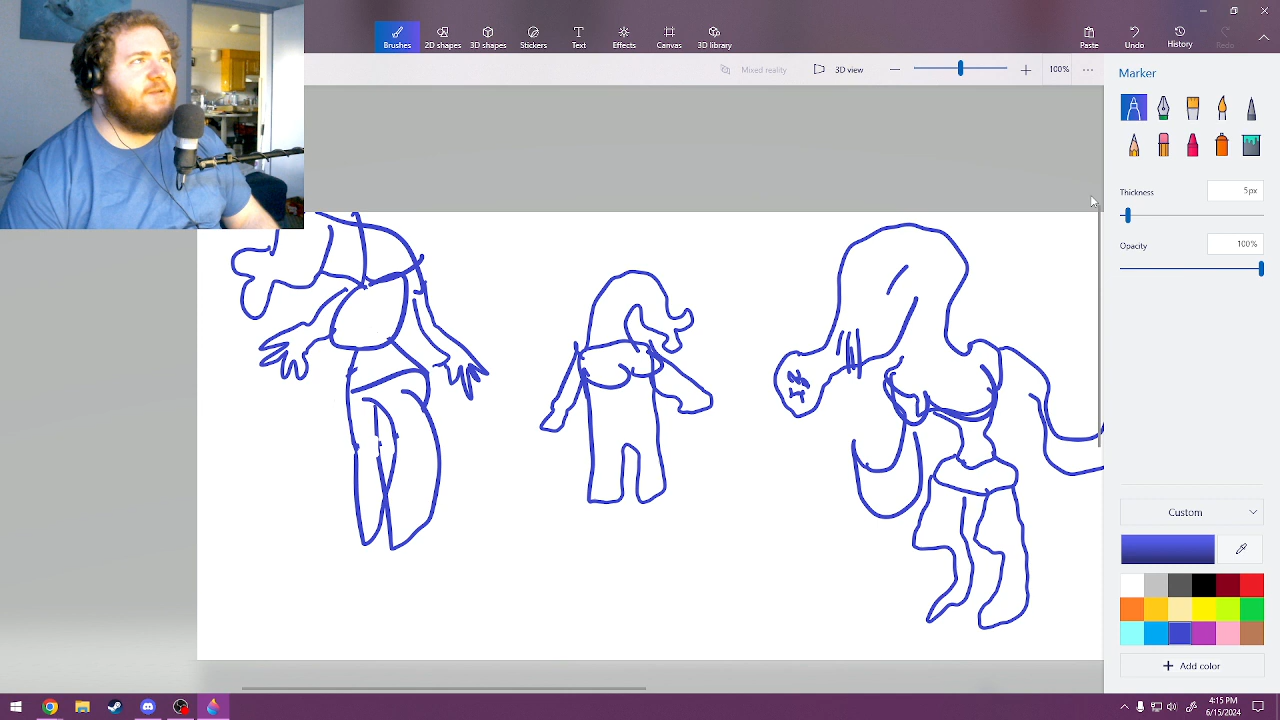 Brushes 2D shapes 3D shapes Stickers Text Effects Canvas 3D library Paste Undo History Redo
Mixed reality 3D view 100%
Marker
Thickness 5px
Opacity 100%
Custom
Add color
4:15 PM
6/15/2024